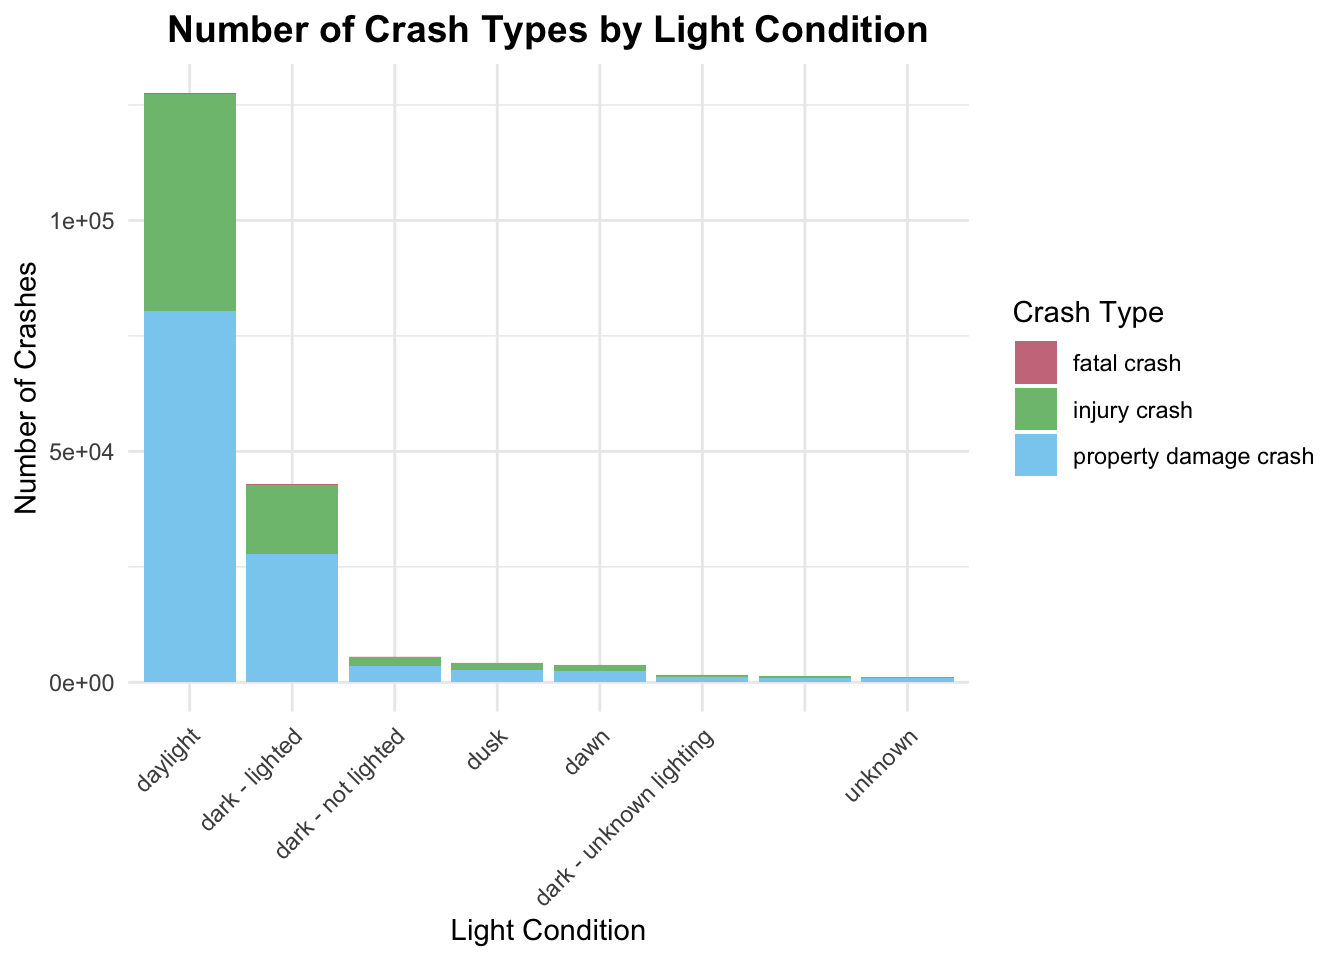 Number of Crash Types by Light Condition
Number of Crashes
1e+05
5e+04
0e+00
daylight
dark - lighted
dark - not lighted
dusk
dawn
dark - unknown lighting
unknown
Light Condition
Crash Type
fatal crash
injury crash
property damage crash